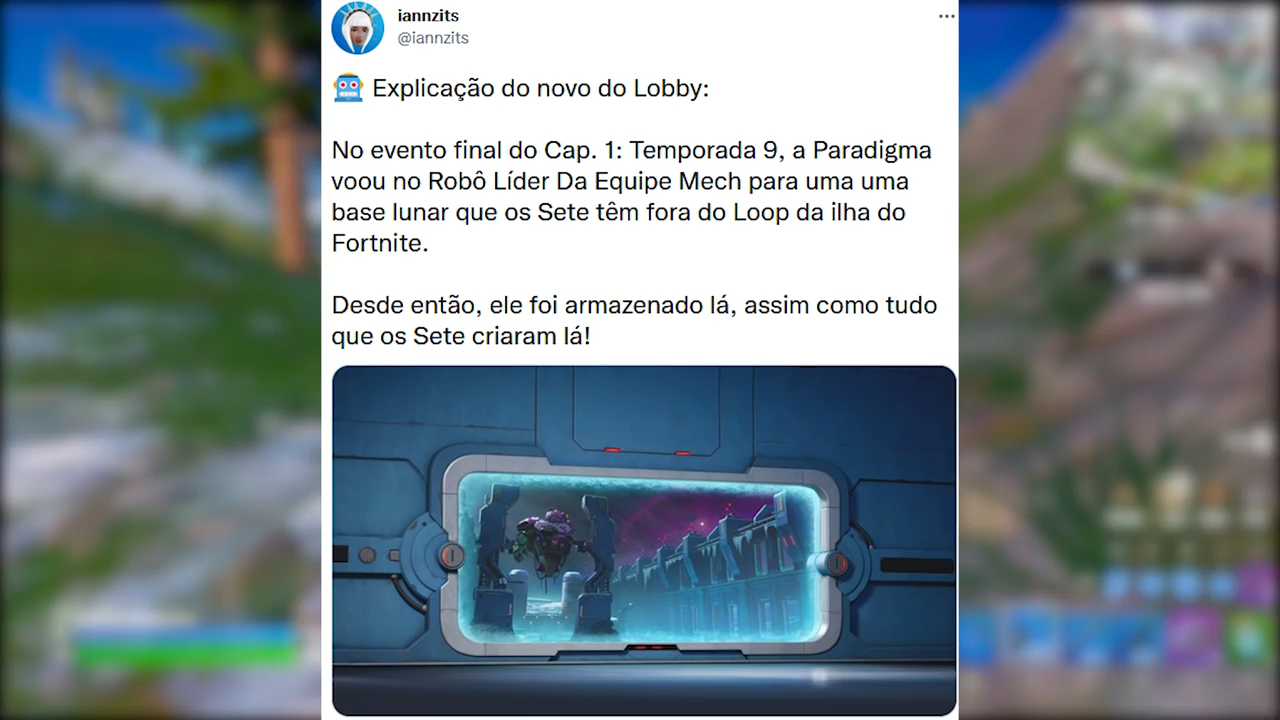 iannzits
@iannzits
🤖 Explicação do novo do Lobby:
No evento final do Cap. 1: Temporada 9, a Paradigma
voou no Robô Líder Da Equipe Mech para uma uma
base lunar que os Sete têm fora do Loop da ilha do
Fortnite.
Desde então, ele foi armazenado lá, assim como tudo
que os Sete criaram lá!